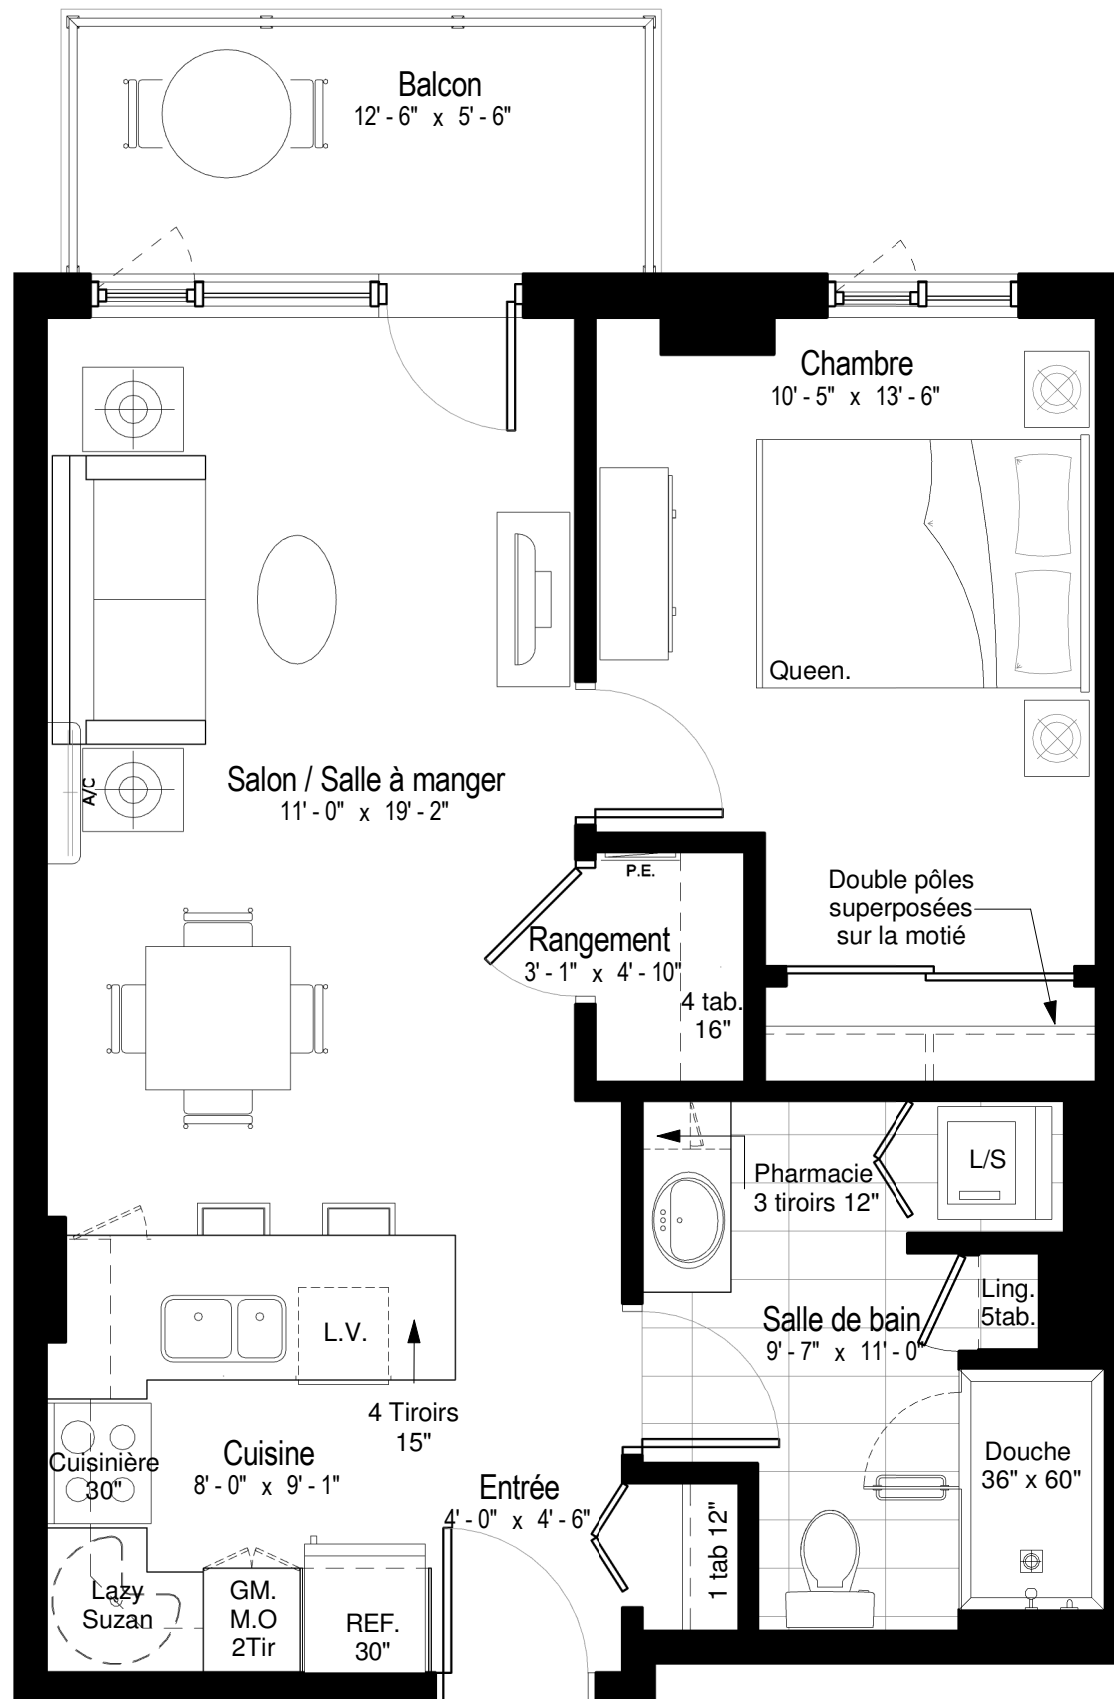 Balcon
12' - 6" x 5' - 6"
Chambre
10' - 5" x 13' - 6"
Queen.
Salon / Salle à manger
11' - 0" x 19' - 2"
A/C
P.E.
Rangement
3' - 1" x 4' - 10"
4 tab.
16"
Double pôles
superposées
sur la motié
Pharmacie
3 tiroirs 12"
L/S
Ling.
5tab.
Salle de bain
9' - 7" x 11' - 0"
L.V.
4 Tiroirs
15"
Cuisinière
30"
Cuisine
8' - 0" x 9' - 1"
Entrée
4' - 0" x 4' - 6"
Douche
36" x 60"
1 tab 12"
Lazy
Suzan
GM.
M.O
2Tir
REF.
30"